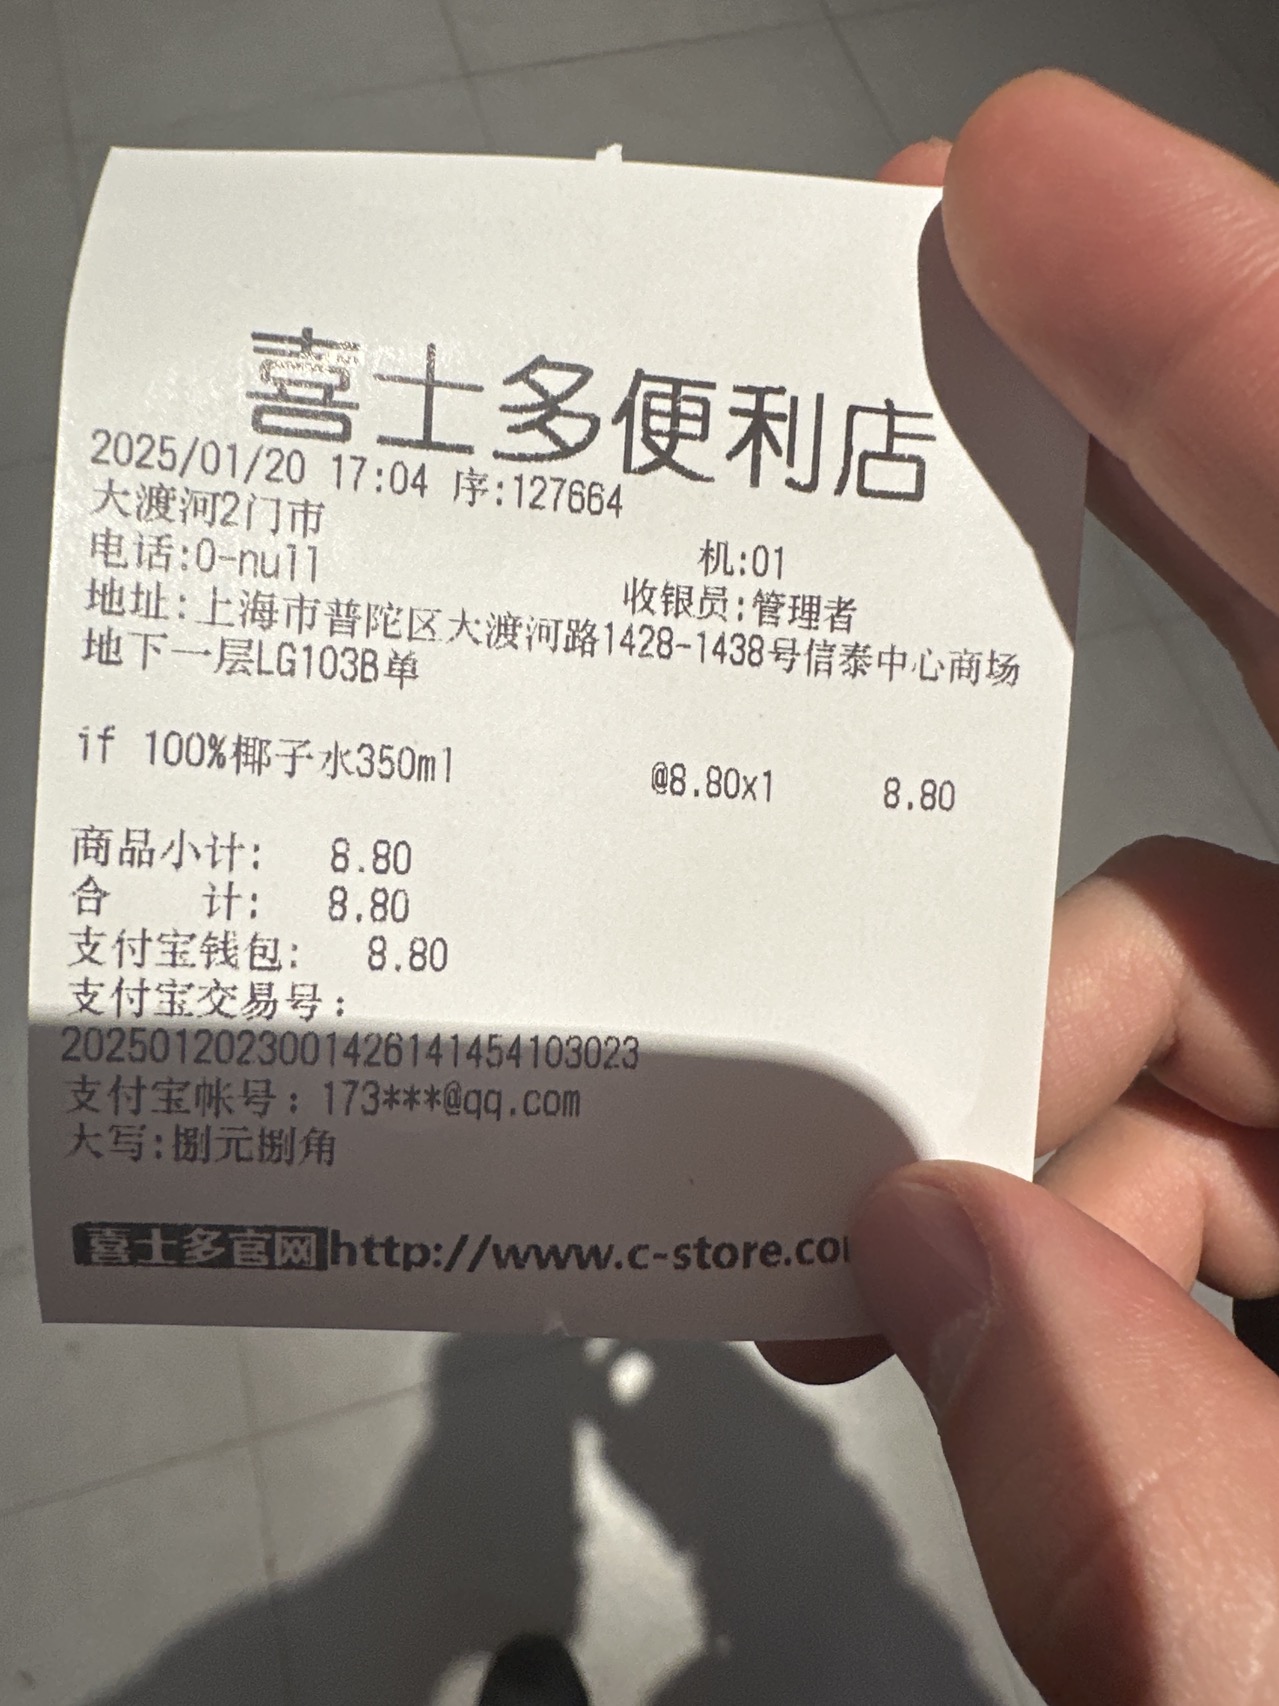 喜士多便利店
2025/01/20 17:04 序:127664
大渡河2门市 机:01
电话:0-null 收银员:管理者
地址:上海市普陀区大渡河路1428-1438号信泰中心商场
地下一层LG103B单
if 100%椰子水350ml @8.80x1 8.80
商品小计: 8.80
合 计: 8.80
支付宝钱包: 8.80
支付宝交易号:
2025012023001426141454103023
支付宝帐号:173***@qq.com
大写:捌元捌角
喜士多官网http://www.c-store.co